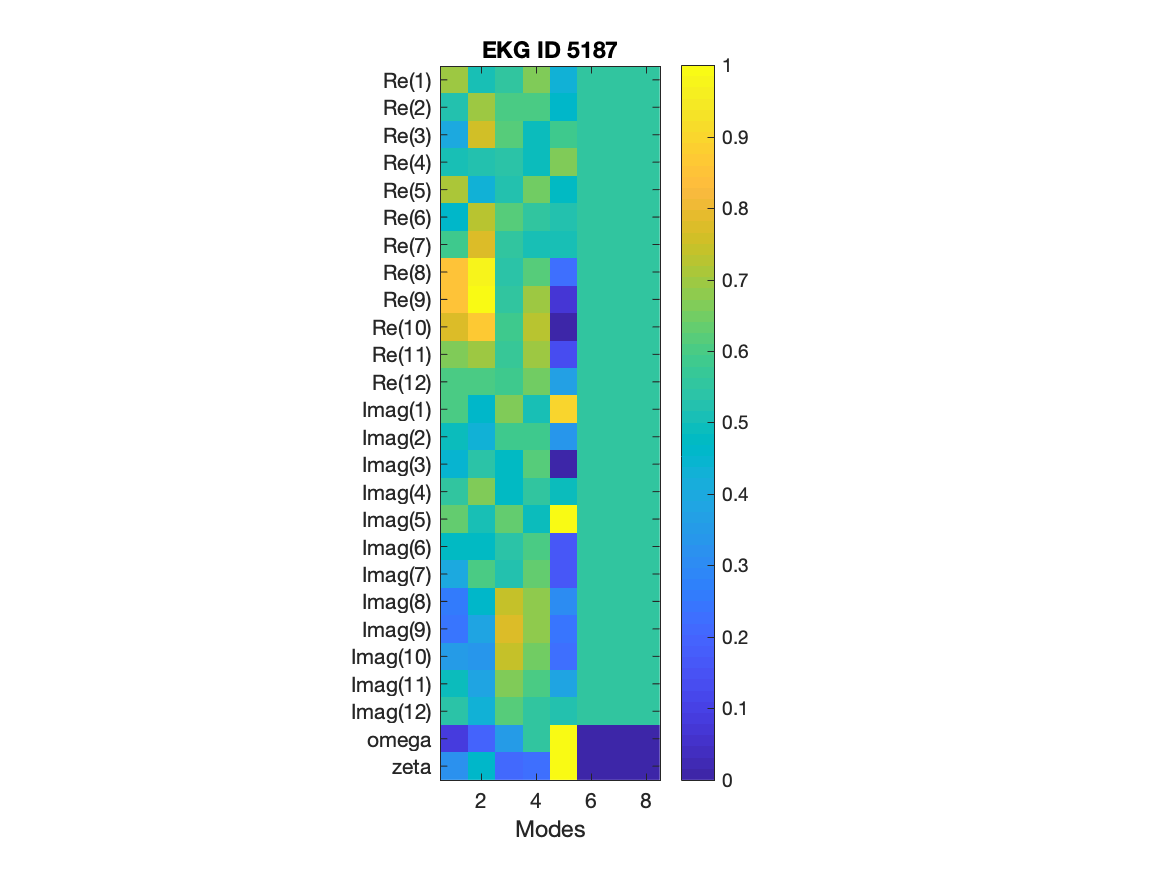 EKG ID 5187
Re(1)
Re(2)
Re(3)
Re(4)
Re(5)
Re(6)
Re(7)
Re(8)
Re(9)
Re(10)
Re(11)
Re(12)
Imag(1)
Imag(2)
Imag(3)
Imag(4)
Imag(5)
Imag(6)
Imag(7)
Imag(8)
Imag(9)
Imag(10)
Imag(11)
Imag(12)
omega
zeta
2 4 6 8
Modes
1
0.9
0.8
0.7
0.6
0.5
0.4
0.3
0.2
0.1
0